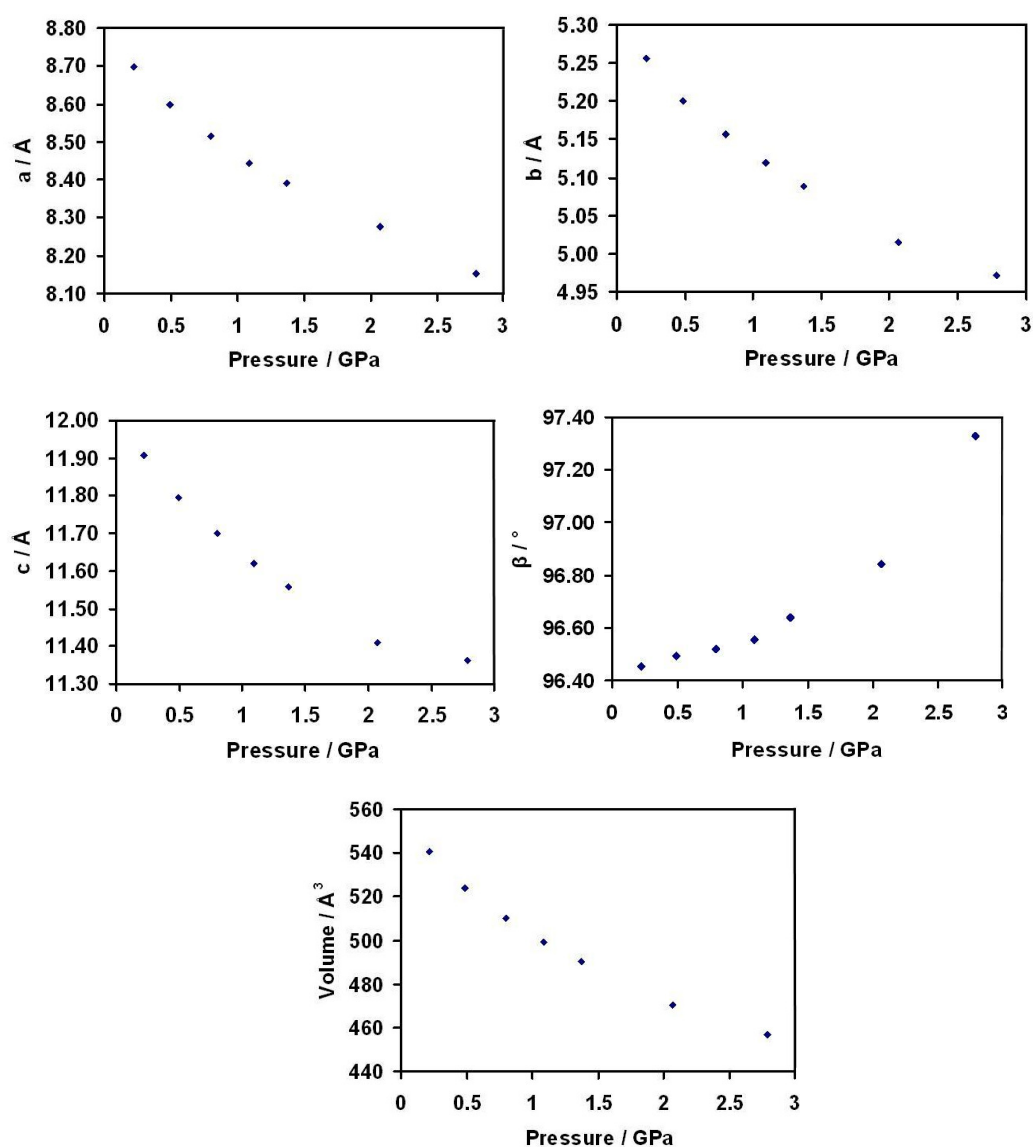 8.80
8.70
8.60
8.50
8.40
8.30
8.20
8.10
a / Å
0 0.5 1 1.5 2 2.5 3
Pressure / GPa
5.30
5.25
5.20
5.15
5.10
5.05
5.00
4.95
b / Å
0 0.5 1 1.5 2 2.5 3
Pressure / GPa
12.00
11.90
11.80
11.70
11.60
11.50
11.40
11.30
c / Å
0 0.5 1 1.5 2 2.5 3
Pressure / GPa
97.40
97.20
97.00
96.80
96.60
96.40
β / °
0 0.5 1 1.5 2 2.5 3
Pressure / GPa
560
540
520
500
480
460
440
Volume / Å³
0 0.5 1 1.5 2 2.5 3
Pressure / GPa